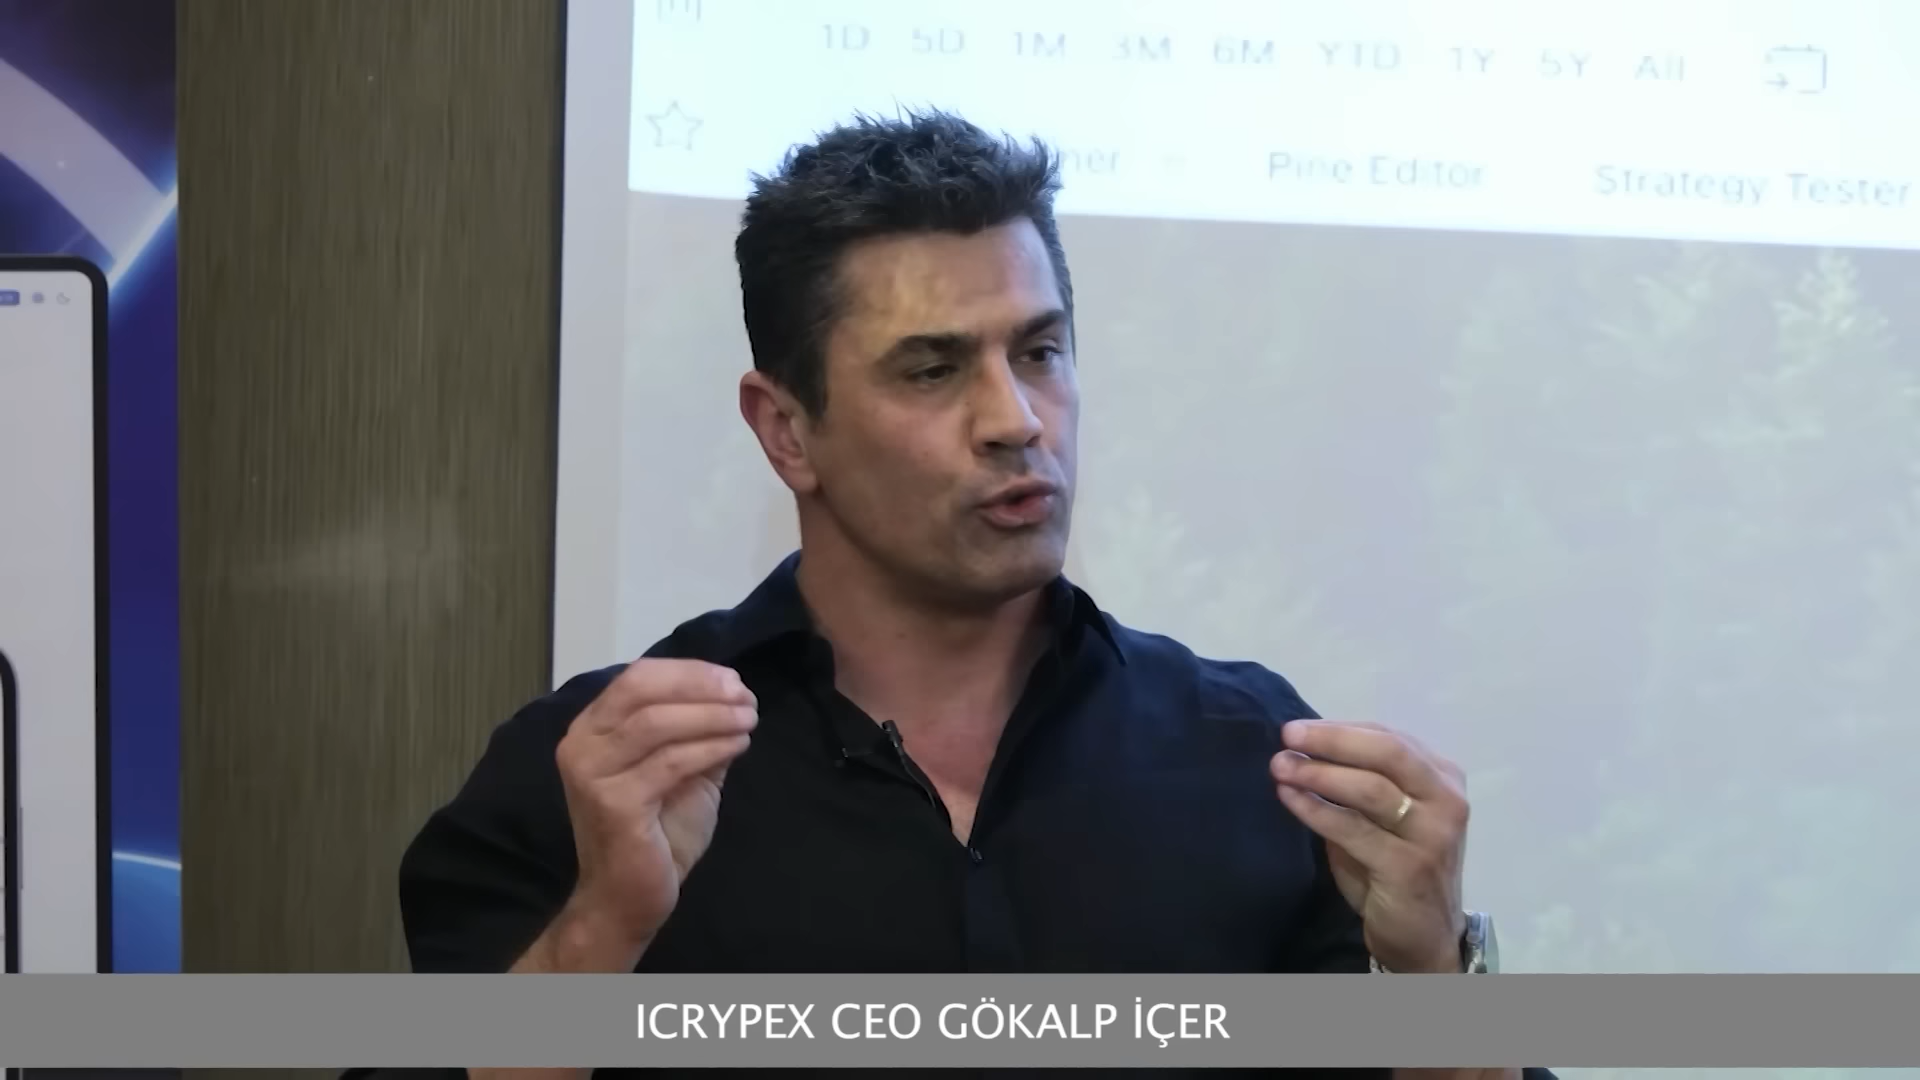 1D 5D 1M 3M 6M YTD 1Y 5Y All
Pine Editor Strategy Tester
ICRYPEX CEO GÖKALP İÇER